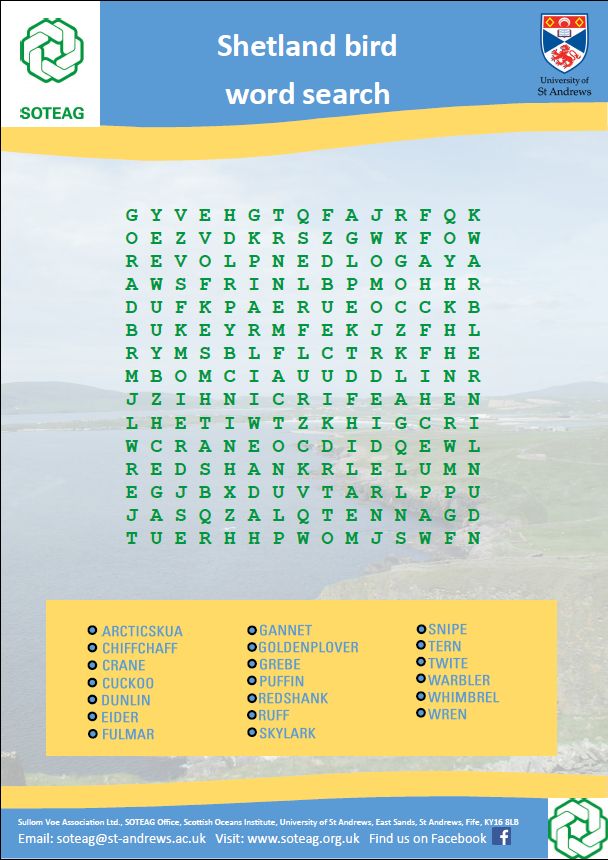 SOTEAG
Shetland bird
word search
University of
St Andrews
G Y V E H G T Q F A J R F Q K
O E Z V D K R S Z G W K F O W
R E V O L P N E D L O G A Y A
A W S F R I N L B P M O H H R
D U F K P A E R U E O C C K B
B U K E Y R M F E K J Z F H L
R Y M S B L F L C T R K F H E
M B O M C I A U U D D L I N R
J Z I H N I C R I F E A H E N
L H E T I W T Z K H I G C R I
W C R A N E O C D I D Q E W L
R E D S H A N K R L E L U M N
E G J B X D U V T A R L P P U
J A S Q Z A L Q T E N N A G D
T U E R H H P W O M J S W F N
ARCTICSKUA
CHIFFCHAFF
CRANE
CUCKOO
DUNLIN
EIDER
FULMAR
GANNET
GOLDENPLOVER
GREBE
PUFFIN
REDSHANK
RUFF
SKYLARK
SNIPE
TERN
TWITE
WARBLER
WHIMBREL
WREN
Sullom Voe Association Ltd., SOTEAG Office, Scottish Oceans Institute, University of St Andrews, East Sands, St Andrews, Fife, KY16 8LB
Email: soteag@st-andrews.ac.uk Visit: www.soteag.org.uk Find us on Facebook